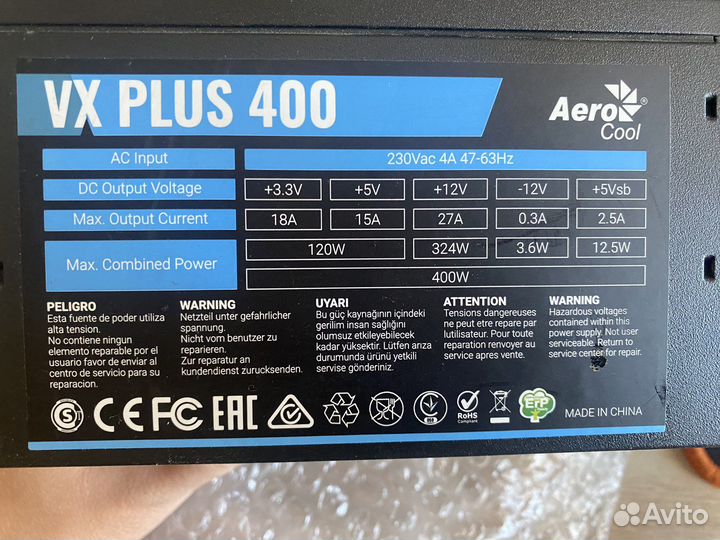 VX PLUS 400
Aero
Cool
AC Input 230Vac 4A 47-63Hz
DC Output Voltage +3.3V +5V +12V -12V +5Vsb
Max. Output Current 18A 15A 27A 0.3A 2.5A
Max. Combined Power 120W 324W 3.6W 12.5W
400W
PELIGRO
Esta fuente de poder utiliza
alta tension.
No contiene ningun
elemento reparable por el
usuario favor de enviar al
centro de servicio para su
reparacion.
WARNING
Netzteil unter gefahrlicher
spannung.
Nicht vom benutzer zu
reparieren.
Zur reparatur an
kundendienst zurucksenden.
UYARI
Bu güç kaynağının içindeki
gerilim insan sağlığını
olumsuz etkileyebilecek
kadar yüksektir. Lütfen arıza
durumunda ürünü yetkili
servise gönderiniz.
ATTENTION
Tensions dangereuses
ne peut etre repare par
l'utilisateur. Pour toute
reparation renvoyer au
service apres vente.
WARNING
Hazardous voltages
contained within this
power supply. Not user
serviceable. Return to
service center for repair.
S CE FC EAC RoHS
Compliant
ErP
MADE IN CHINA
Avito